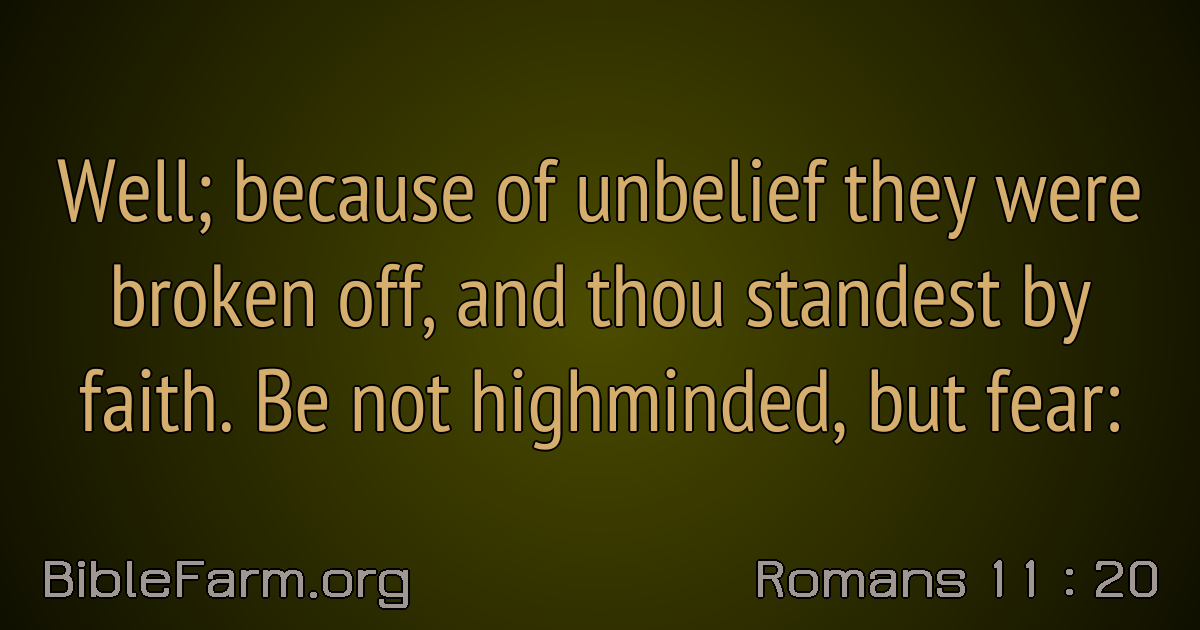 Well; because of unbelief they were
broken off, and thou standest by
faith. Be not highminded, but fear:
BibleFarm.org
Romans 11 : 20